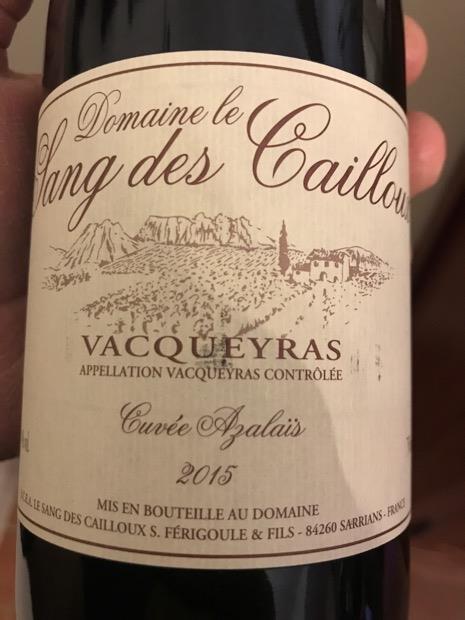 Domaine le
Sang des Cailloux
VACQUEYRAS
APPELLATION VACQUEYRAS CONTRÔLÉE
Cuvée Azalaïs
2015
MIS EN BOUTEILLE AU DOMAINE
LE SANG DES CAILLOUX S. FÉRIGOULE & FILS - 84260 SARRIANS - FRANCE